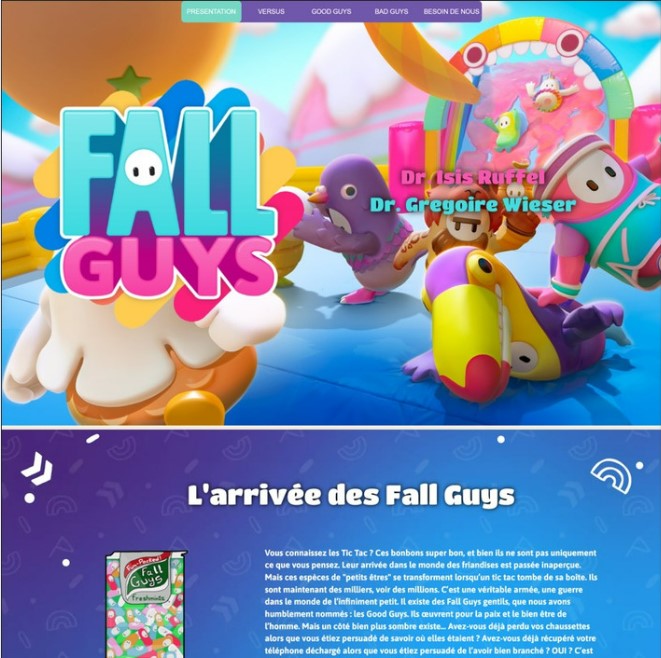 PRESENTATION VERSUS GOOD GUYS BAD GUYS BESOIN DE NOUS
FALL
GUYS
Dr. Isis Ruffel
Dr. Gregoire Wieser
L'arrivée des Fall Guys
Fall
Guys
Freshmints
Vous connaissez les Tic Tac ? Ces bonbons super bon, et bien ils ne sont pas uniquement
ce que vous pensez. Leur arrivée dans le monde des friandises est passée inaperçue.
Mais ces espèces de "petits êtres" se transforment lorsqu'un tic tac tombe de sa boîte. Ils
sont maintenant des milliers, voir des millions. C'est une véritable armée, une guerre
dans le monde de l'infiniment petit. Il existe des Fall Guys gentils, que nous avons
humblement nommés : les Good Guys. Ils œuvrent pour la paix et le bien être de
l'homme. Mais un côté bien plus sombre existe... Avez-vous déjà perdu vos chaussettes
alors que vous étiez persuadé de savoir où elles étaient ? Avez-vous déjà récupéré votre
téléphone déchargé alors que vous étiez persuadé de l'avoir bien branché ? OUI ? C'est